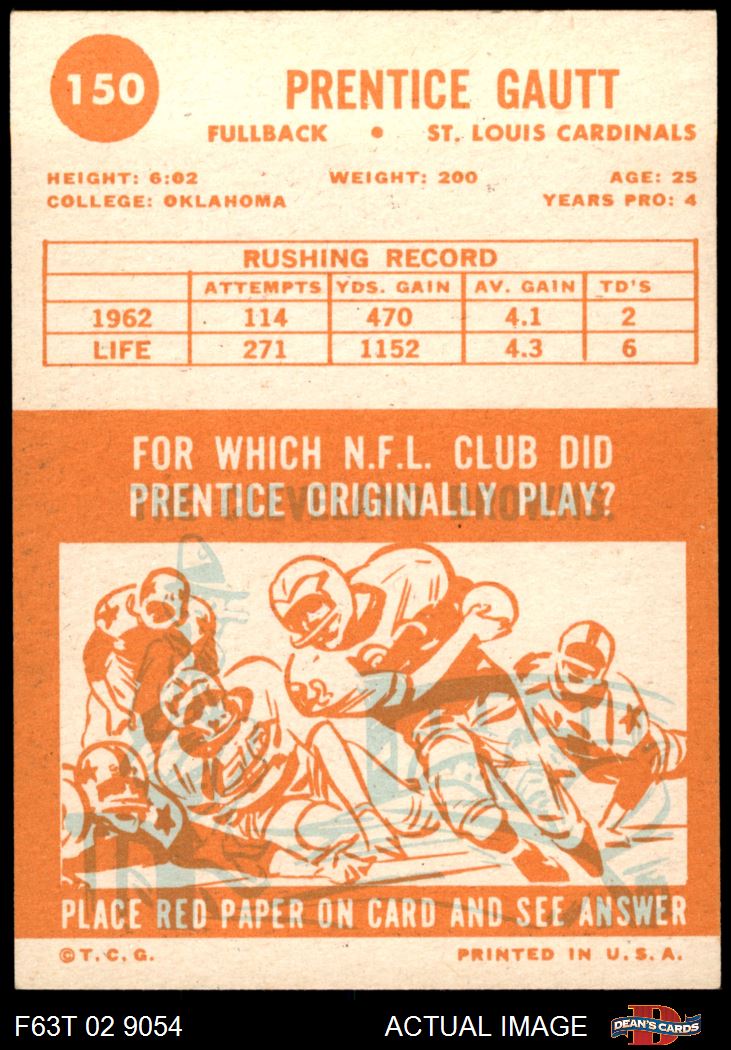 150
PRENTICE GAUTT
FULLBACK • ST. LOUIS CARDINALS
HEIGHT: 6:02 WEIGHT: 200 AGE: 25
COLLEGE: OKLAHOMA YEARS PRO: 4
RUSHING RECORD
ATTEMPTS YDS. GAIN AV. GAIN TD'S
1962 114 470 4.1 2
LIFE 271 1152 4.3 6
FOR WHICH N.F.L. CLUB DID
PRENTICE ORIGINALLY PLAY?
THE CLEVELAND BROWNS.
PLACE RED PAPER ON CARD AND SEE ANSWER
©T.C.G. PRINTED IN U.S.A.
F63T 02 9054 ACTUAL IMAGE D DEAN'S CARDS